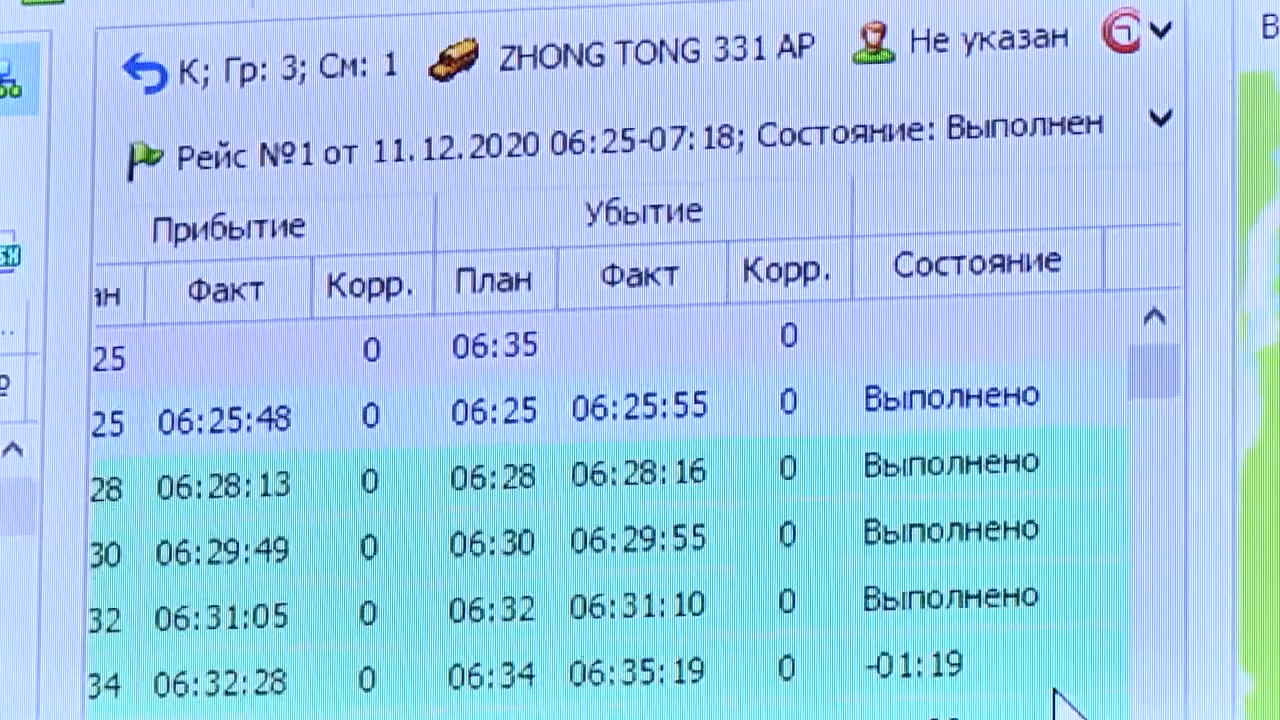 К; Гр: 3; См: 1 ZHONG TONG 331 AP Не указан
Рейс №1 от 11.12.2020 06:25-07:18; Состояние: Выполнен
Прибытие Убытие
ан Факт Корр. План Факт Корр. Состояние
25 0 06:35 0
25 06:25:48 0 06:25 06:25:55 0 Выполнено
28 06:28:13 0 06:28 06:28:16 0 Выполнено
30 06:29:49 0 06:30 06:29:55 0 Выполнено
32 06:31:05 0 06:32 06:31:10 0 Выполнено
34 06:32:28 0 06:34 06:35:19 0 -01:19